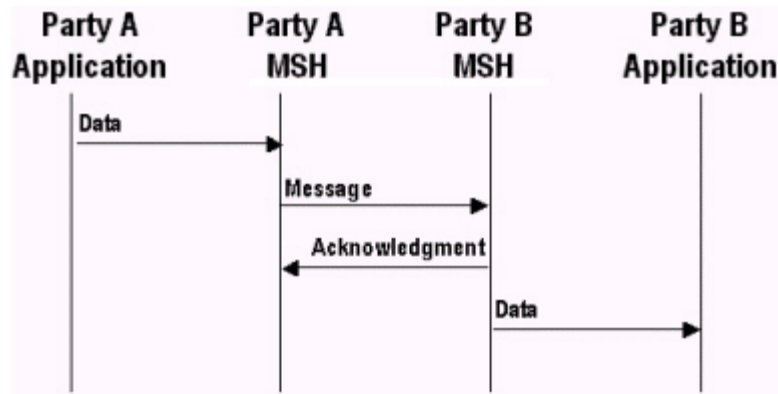 Party A Party A Party B Party B
Application MSH MSH Application
Data
Message
Acknowledgment
Data